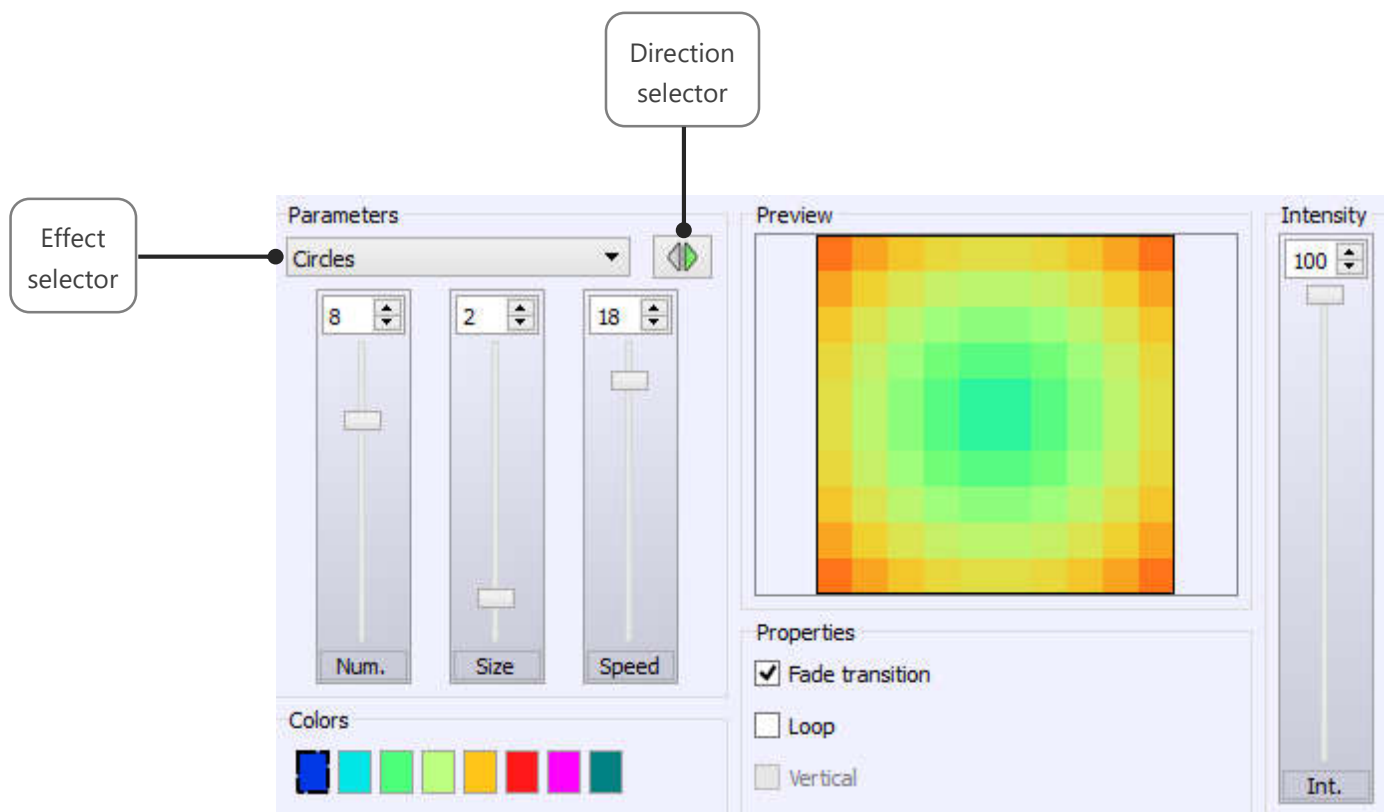 Direction
selector
Effect
selector
Parameters
Preview
Intensity
Circles
100
8
2
18
Num.
Size
Speed
Properties
Fade transition
Colors
Loop
Vertical
Int.